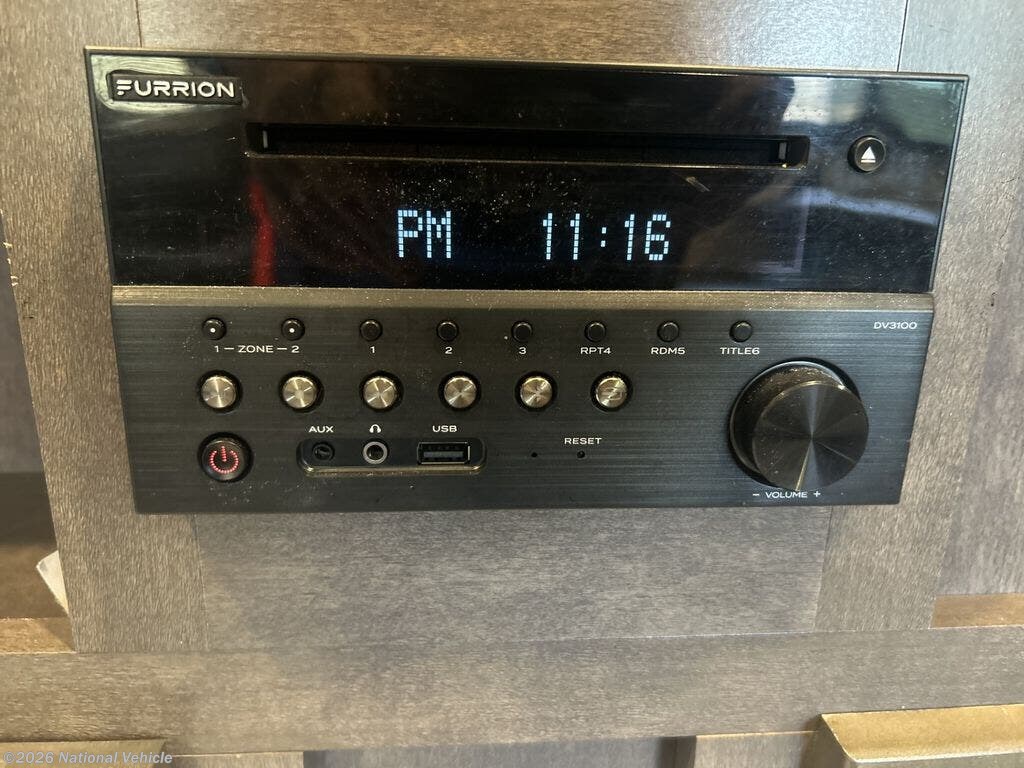 FURRION
PM 11:16
DV3100
1 — ZONE — 2 1 2 3 RPT4 RDM5 TITLE6
AUX USB
RESET
− VOLUME +
©2026 National Vehicle